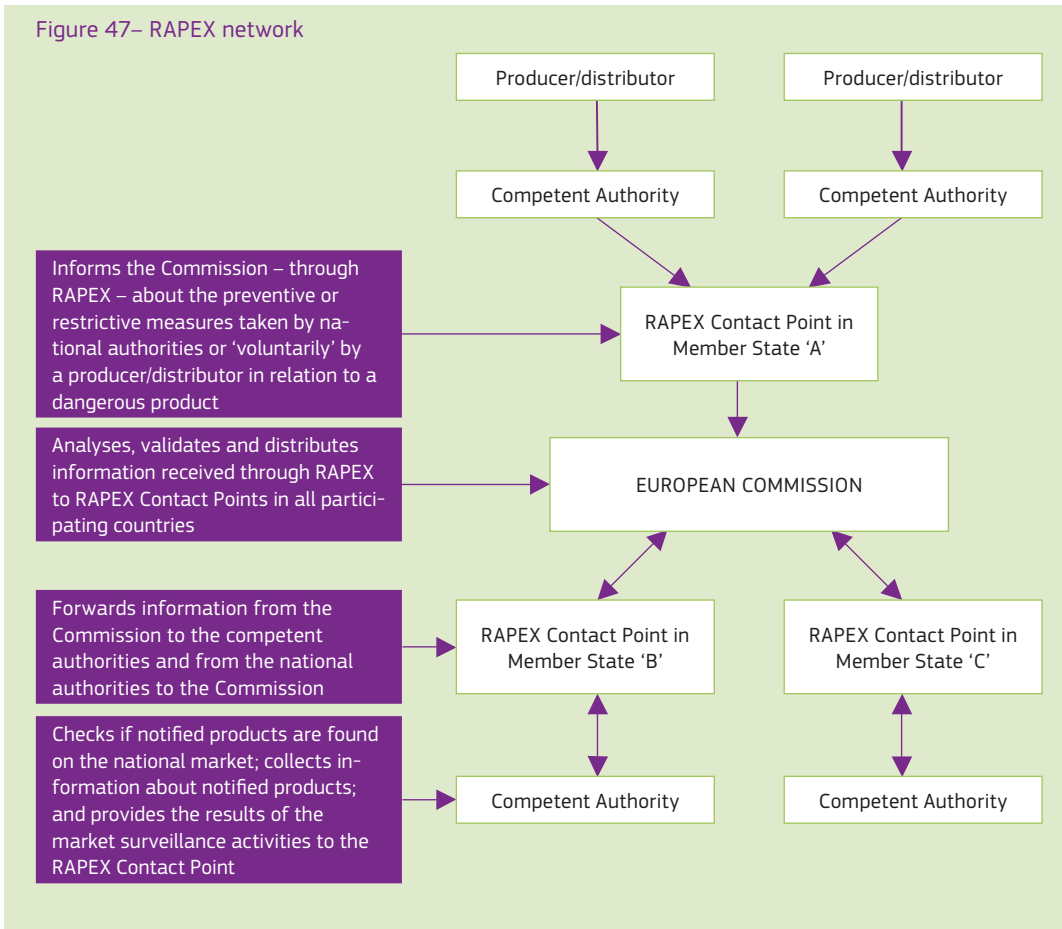 Figure 47– RAPEX network
Producer/distributor
Producer/distributor
Competent Authority
Competent Authority
Informs the Commission – through
RAPEX – about the preventive or
restrictive measures taken by na-
tional authorities or ‘voluntarily’ by
a producer/distributor in relation to a
dangerous product
RAPEX Contact Point in
Member State ‘A’
Analyses, validates and distributes
information received through RAPEX
to RAPEX Contact Points in all partici-
pating countries
EUROPEAN COMMISSION
Forwards information from the
Commission to the competent
authorities and from the national
authorities to the Commission
RAPEX Contact Point in
Member State ‘B’
RAPEX Contact Point in
Member State ‘C’
Checks if notified products are found
on the national market; collects in-
formation about notified products;
and provides the results of the
market surveillance activities to the
RAPEX Contact Point
Competent Authority
Competent Authority